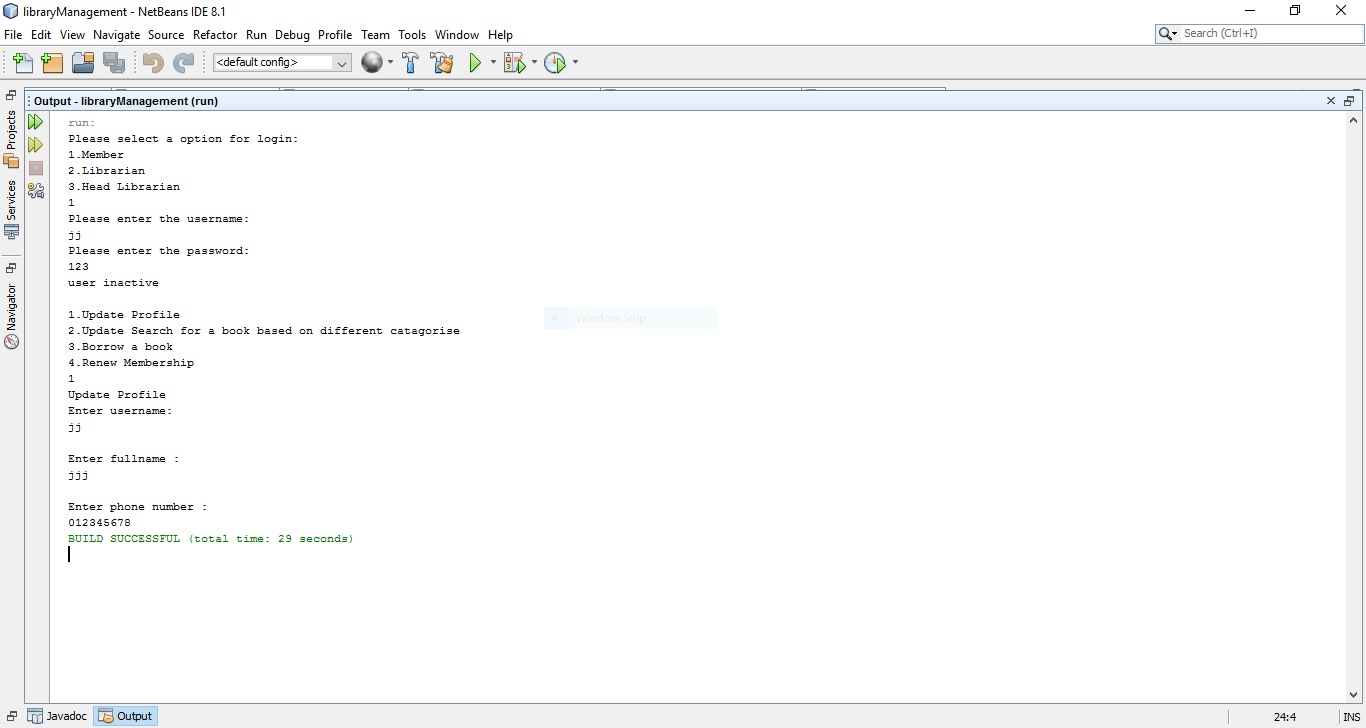 libraryManagement - NetBeans IDE 8.1
File Edit View Navigate Source Refactor Run Debug Profile Team Tools Window Help
Search (Ctrl+I)
<default config>
Output - libraryManagement (run)
Projects
Services
Navigator
run:
Please select a option for login:
1.Member
2.Librarian
3.Head Librarian
1
Please enter the username:
jj
Please enter the password:
123
user inactive
1.Update Profile
2.Update Search for a book based on different catagorise
3.Borrow a book
4.Renew Membership
1
Update Profile
Enter username:
jj
Enter fullname :
jjj
Enter phone number :
012345678
BUILD SUCCESSFUL (total time: 29 seconds)
Window Snip
Javadoc
Output
24:4
INS